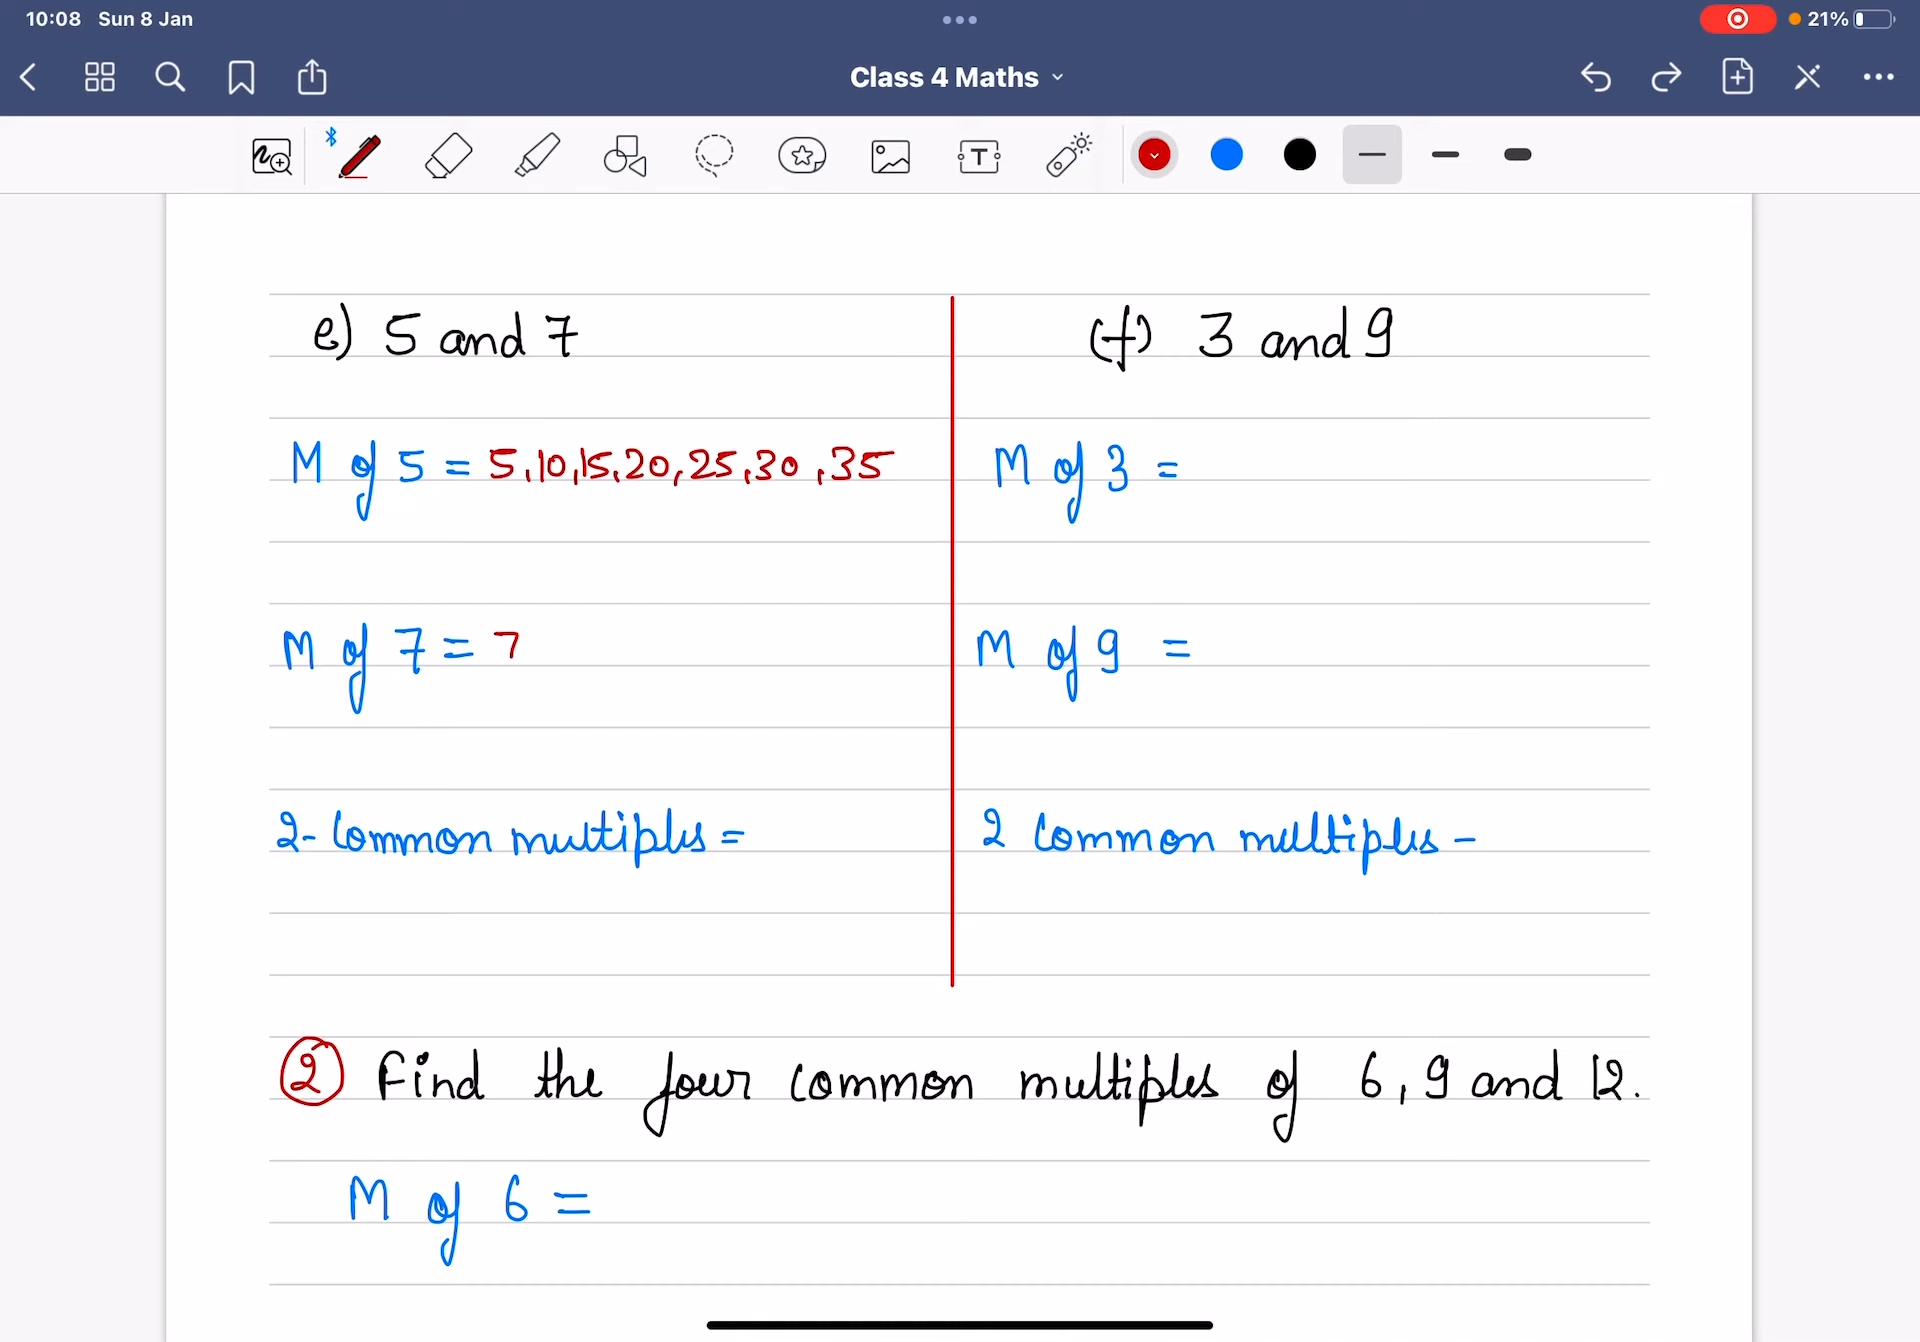 10:08 Sun 8 Jan
21%
Class 4 Maths
T
e) 5 and 7
M of 5 = 5,10,15,20,25,30,35
M of 7 = 7
2-Common multiples =
(f) 3 and 9
M of 3 =
M of 9 =
2 Common multiples -
2 Find the four common multiples of 6, 9 and 12.
M of 6 =